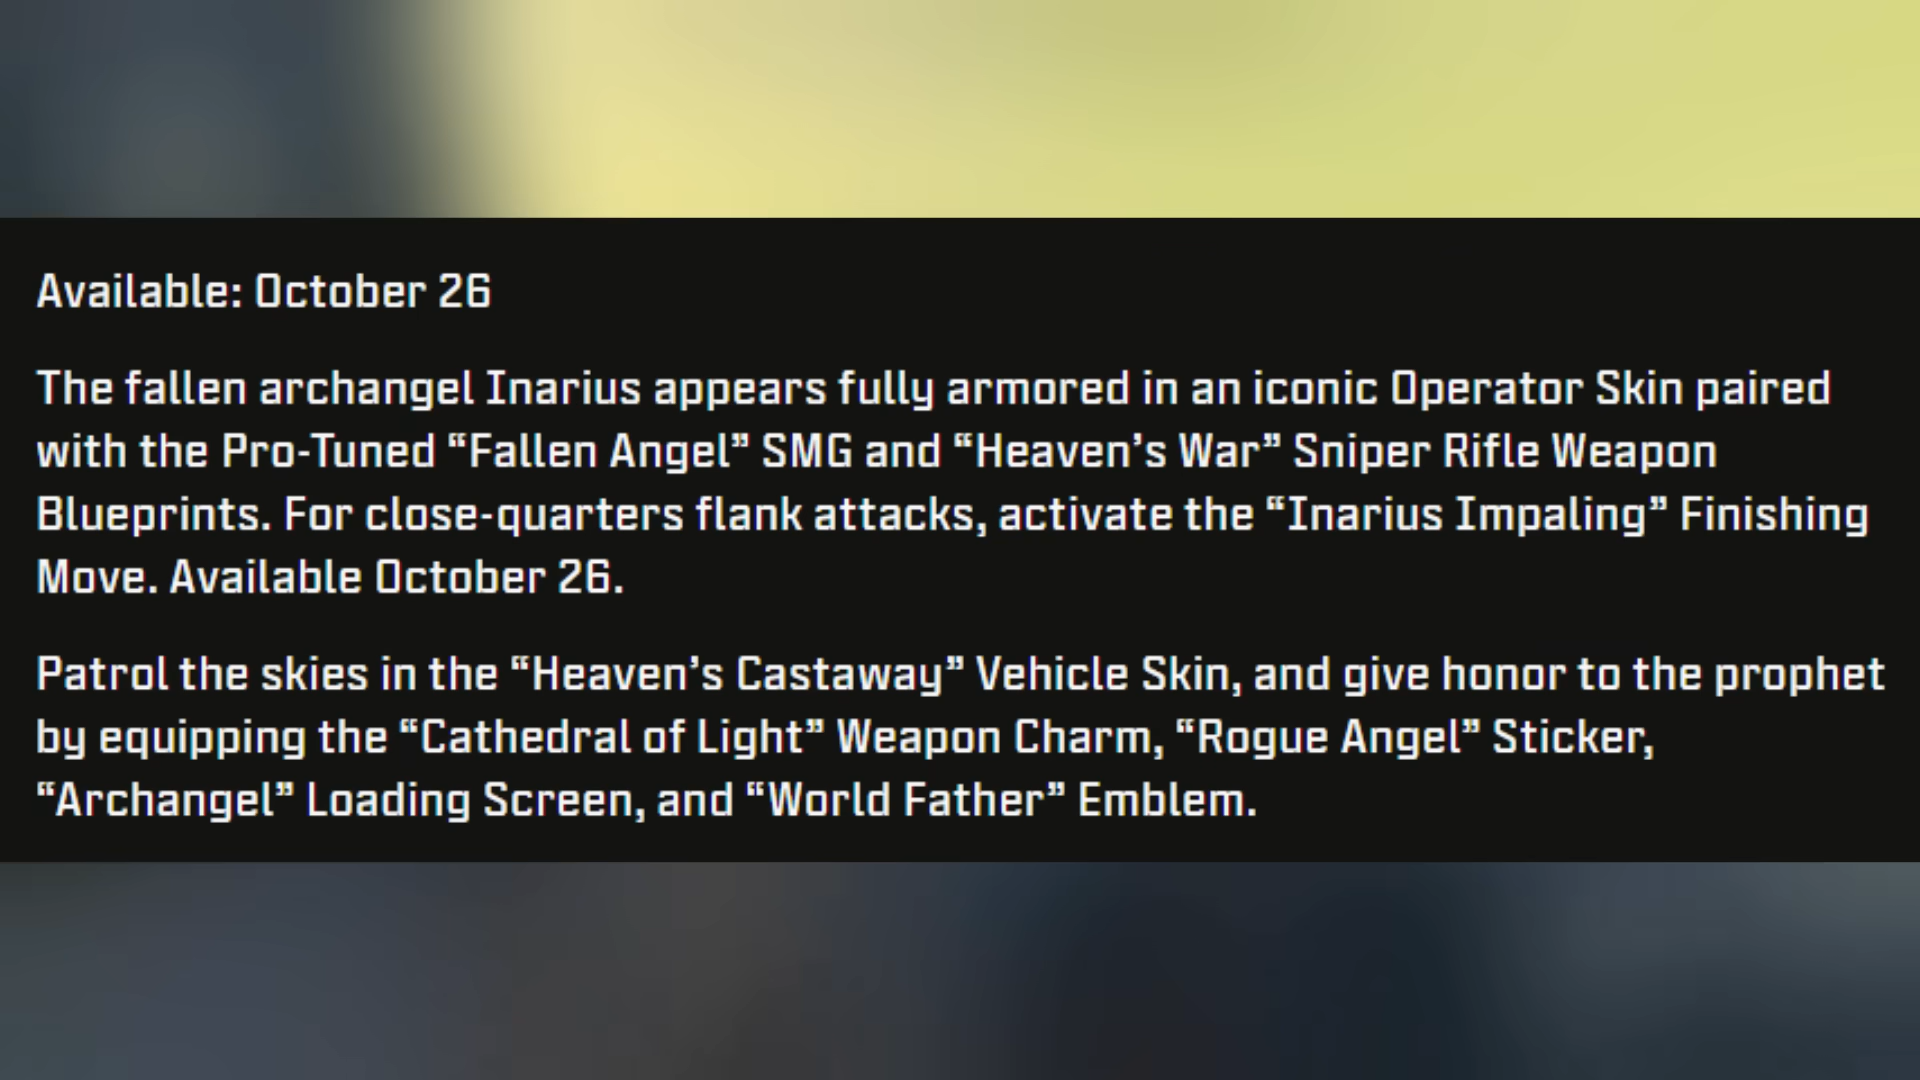 Available: October 26
The fallen archangel Inarius appears fully armored in an iconic Operator Skin paired
with the Pro-Tuned “Fallen Angel” SMG and “Heaven’s War” Sniper Rifle Weapon
Blueprints. For close-quarters flank attacks, activate the “Inarius Impaling” Finishing
Move. Available October 26.
Patrol the skies in the “Heaven’s Castaway” Vehicle Skin, and give honor to the prophet
by equipping the “Cathedral of Light” Weapon Charm, “Rogue Angel” Sticker,
“Archangel” Loading Screen, and “World Father” Emblem.